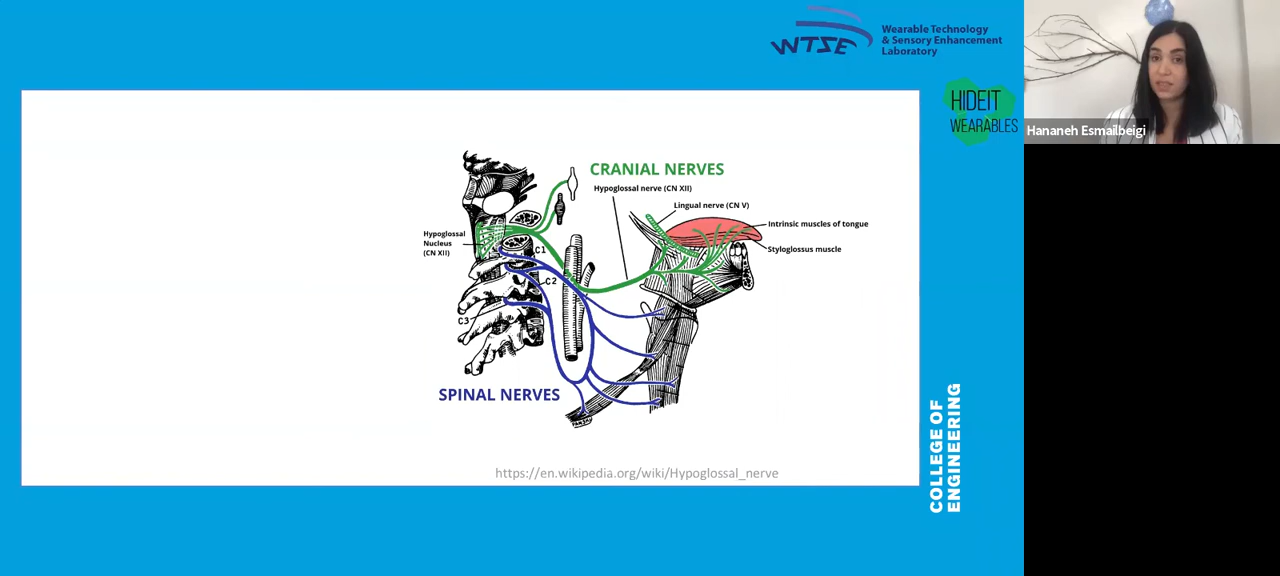 WTSE
Wearable Technology
& Sensory Enhancement
Laboratory
HIDEIT
WEARABLES
Hananeh Esmailbeigi
CRANIAL NERVES
Hypoglossal nerve (CN XII)
Lingual nerve (CN V)
Intrinsic muscles of tongue
Styloglossus muscle
Hypoglossal
Nucleus
(CN XII)
C1
C2
C3
SPINAL NERVES
https://en.wikipedia.org/wiki/Hypoglossal_nerve
COLLEGE OF
ENGINEERING